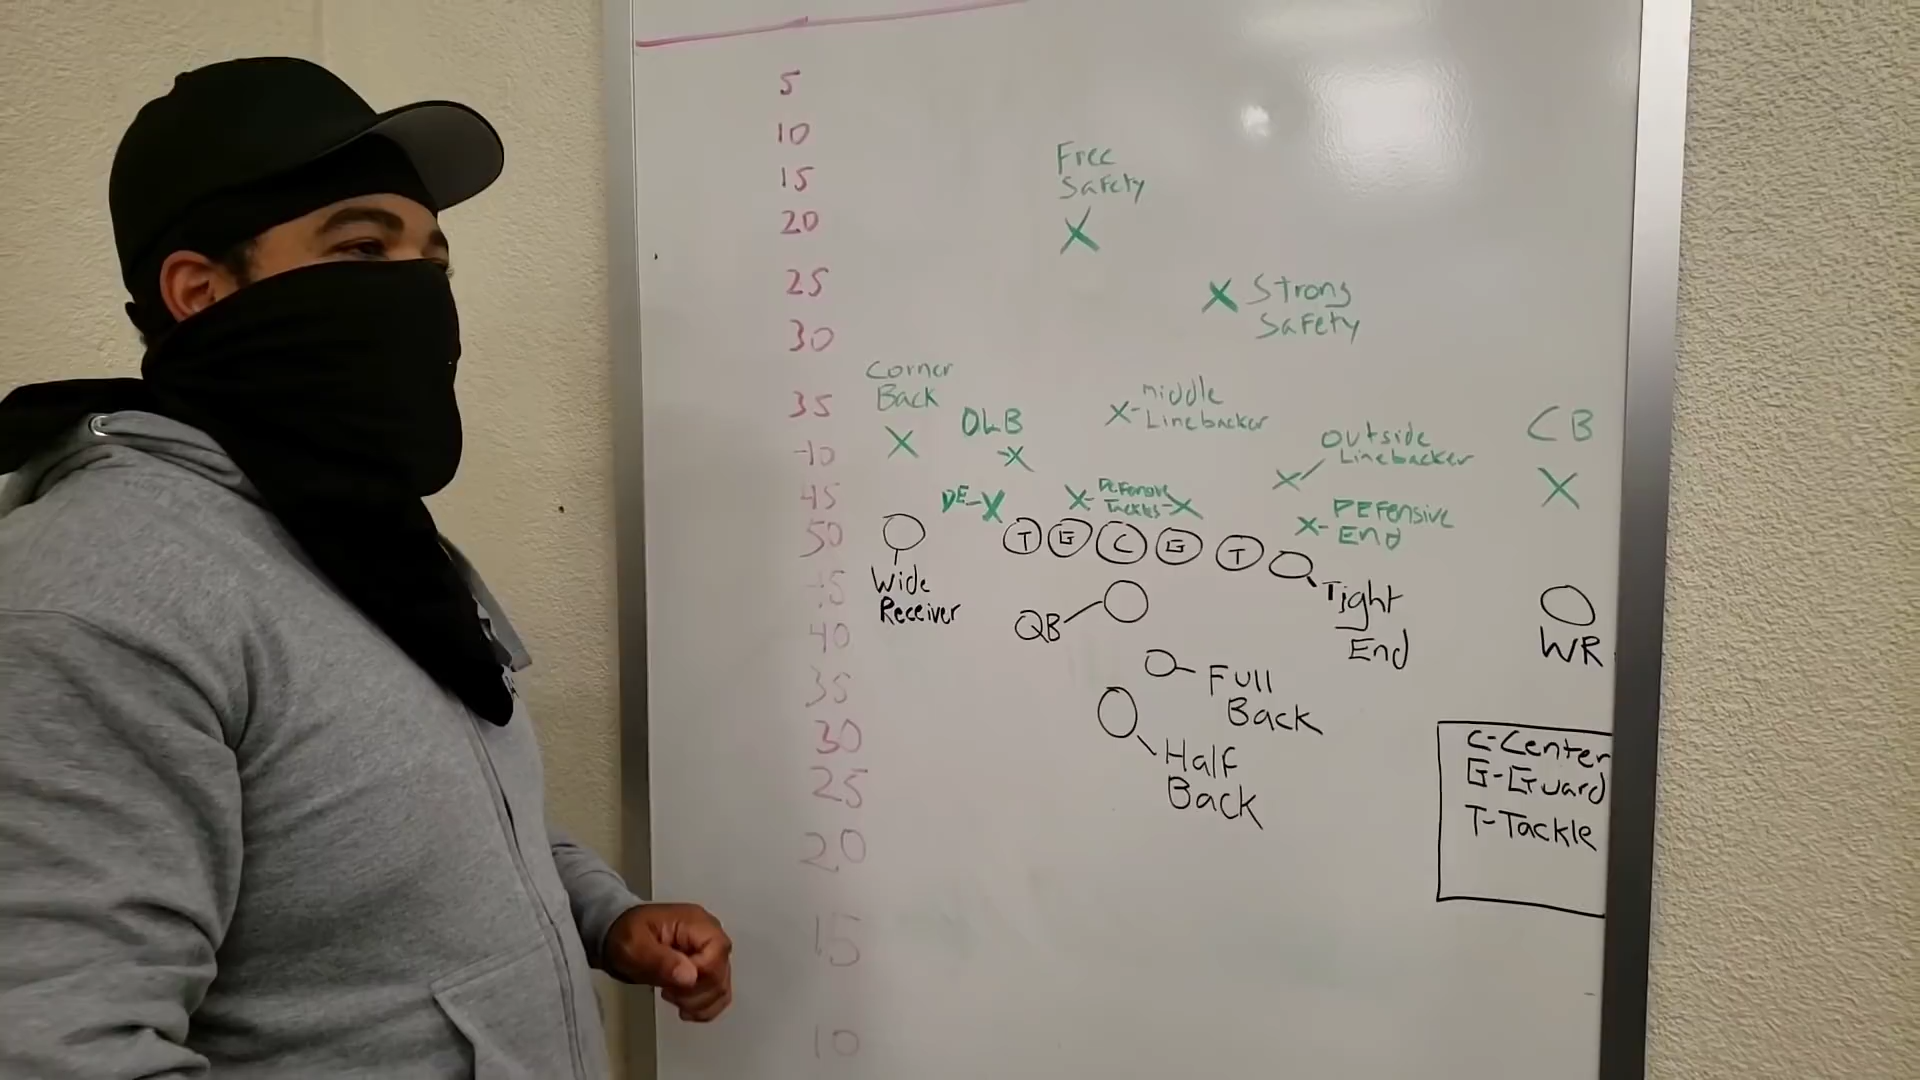 5
10
15
20
25
30
35
40
45
50
45
40
35
30
25
20
15
10
Free
Safety
X
X Strong
Safety
Corner
Back
X
OLB
-X
X- middle
Linebacker
Outside
Linebacker
X
CB
X
DE-X
X- Defensive
Tackles -X
X- DEFensive
End
T G C G T
Wide
Receiver
QB
Tight
End
WR
Full
Back
Half
Back
C-Center
G-Guard
T-Tackle